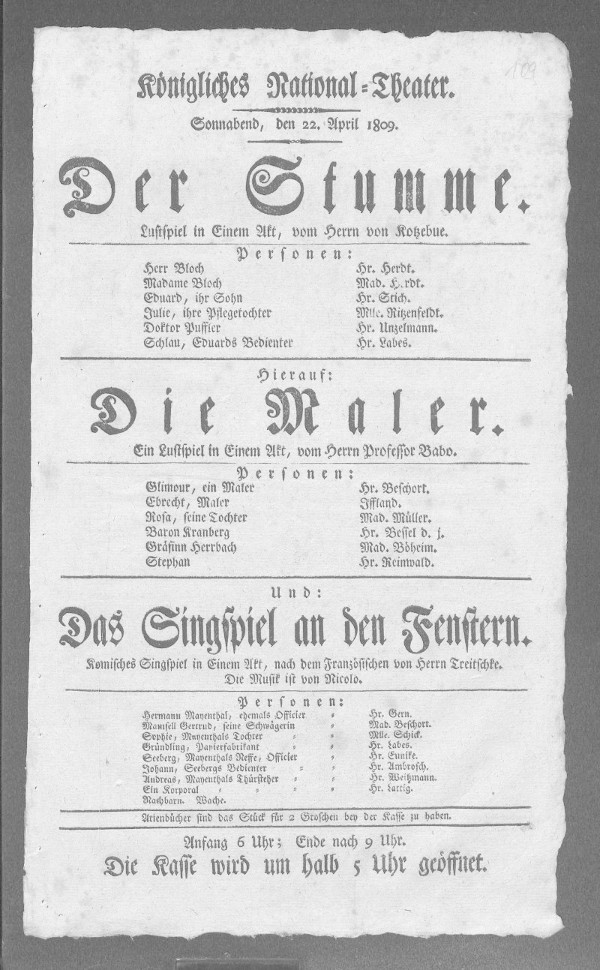 109
Königliches National-Theater.
Sonnabend, den 22. April 1809.
Der Stumme.
Lustspiel in Einem Akt, vom Herrn von Kotzebue.
Personen:
Herr Bloch Hr. Herdt.
Madame Bloch Mad. Herdt.
Eduard, ihr Sohn Hr. Stich.
Julie, ihre Pflegetochter Mlle. Ritzenfeldt.
Doktor Puffler Hr. Unzelmann.
Schlau, Eduards Bedienter Hr. Labes.
Hierauf:
Die Maler.
Ein Lustspiel in Einem Akt, vom Herrn Professor Babo.
Personen:
Glimour, ein Maler Hr. Beschort.
Ebrecht, Maler Iffland.
Rosa, seine Tochter Mad. Müller.
Baron Kranberg Hr. Bessel d. j.
Gräfinn Herrbach Mad. Böheim.
Stephan Hr. Reinwald.
Und:
Das Singspiel an den Fenstern.
Komisches Singspiel in Einem Akt, nach dem Französischen von Herrn Treitschke.
Die Musik ist von Nicolo.
Personen:
Hermann Mayenthal, ehemals Officier = Hr. Gern.
Mamsell Gertrud, seine Schwägerin = Mad. Beschort.
Sophie, Mayenthals Tochter = = Mlle. Schick.
Gründling, Papierfabrikant = = Hr. Labes.
Seeberg, Mayenthals Neffe, Officier = Hr. Eunike.
Johann, Seebergs Bedienter = = Hr. Ambrosch.
Andreas, Mayenthals Thürsteher = = Hr. Weitzmann.
Ein Korporal = = = = Hr. Lattig.
Nachbarn. Wache.
Arienbücher sind das Stück für 2 Groschen bey der Kasse zu haben.
Anfang 6 Uhr; Ende nach 9 Uhr.
Die Kasse wird um halb 5 Uhr geöffnet.